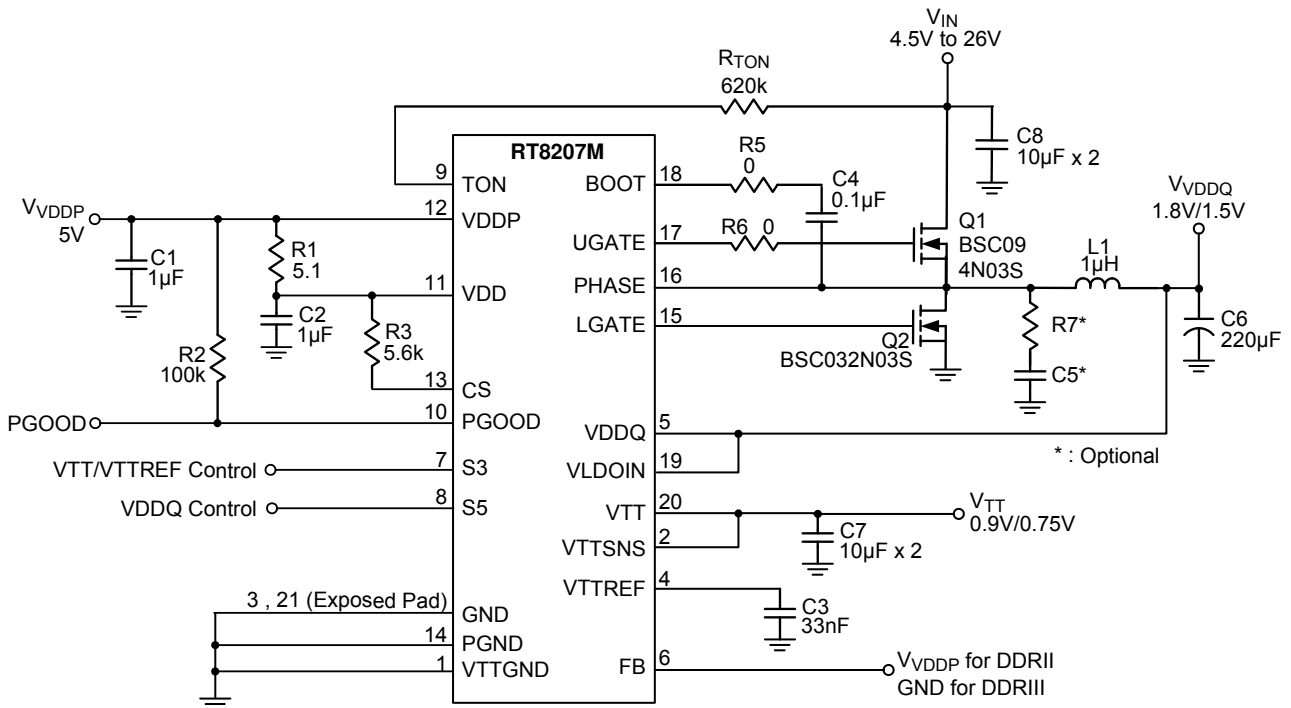 VIN
4.5V to 26V
RTON
620k
RT8207M
R5
0
C8
10µF x 2
9
TON
BOOT
18
C4
0.1µF
VVDDQ
1.8V/1.5V
VVDDP
5V
12
VDDP
UGATE
17
R6 0
Q1
BSC09
4N03S
L1
1µH
C1
1µF
R1
5.1
11
VDD
PHASE
16
C2
1µF
R3
5.6k
LGATE
15
Q2
BSC032N03S
R7*
C6
220µF
R2
100k
13
CS
C5*
PGOOD
10
PGOOD
VDDQ
5
* : Optional
VTT/VTTREF Control
7
S3
VLDOIN
19
VDDQ Control
8
S5
VTT
20
VTT
0.9V/0.75V
C7
10µF x 2
VTTSNS
2
VTTREF
4
3 , 21 (Exposed Pad)
GND
C3
33nF
14
PGND
1
VTTGND
FB
6
VVDDP for DDRII
GND for DDRIII